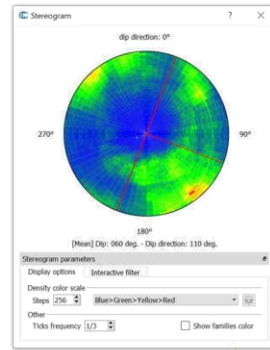 Stereogram
? ×
dip direction: 0°
270°
90°
180°
[Mean] Dip: 060 deg. - Dip direction: 110 deg.
Stereogram parameters
Display options Interactive filter
Density color scale
Steps 256 Blue>Green>Yellow>Red
Other
Ticks frequency 1/3 Show families color